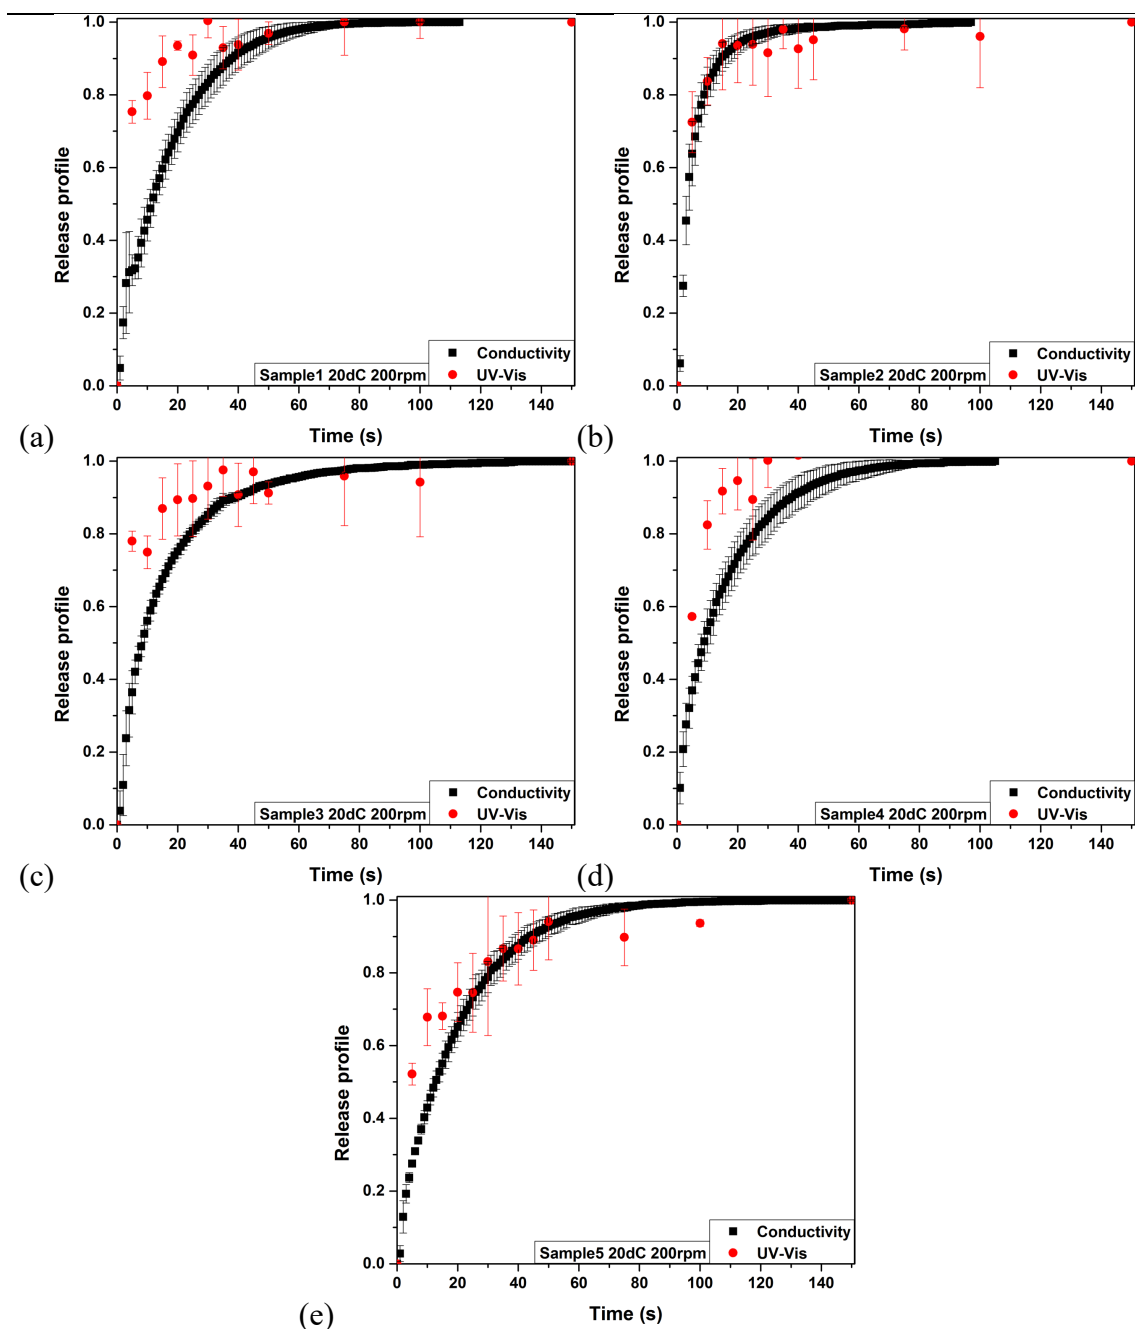 1.0
0.8
0.6
0.4
0.2
0.0
Release profile
Conductivity
UV-Vis
Sample1 20dC 200rpm
0 20 40 60 80 100 120 140
Time (s)
(a)
1.0
0.8
0.6
0.4
0.2
0.0
Release profile
Conductivity
UV-Vis
Sample2 20dC 200rpm
0 20 40 60 80 100 120 140
Time (s)
(b)
1.0
0.8
0.6
0.4
0.2
0.0
Release profile
Conductivity
UV-Vis
Sample3 20dC 200rpm
0 20 40 60 80 100 120 140
Time (s)
(c)
1.0
0.8
0.6
0.4
0.2
0.0
Release profile
Conductivity
UV-Vis
Sample4 20dC 200rpm
0 20 40 60 80 100 120 140
Time (s)
(d)
1.0
0.8
0.6
0.4
0.2
0.0
Release profile
Conductivity
UV-Vis
Sample5 20dC 200rpm
0 20 40 60 80 100 120 140
Time (s)
(e)